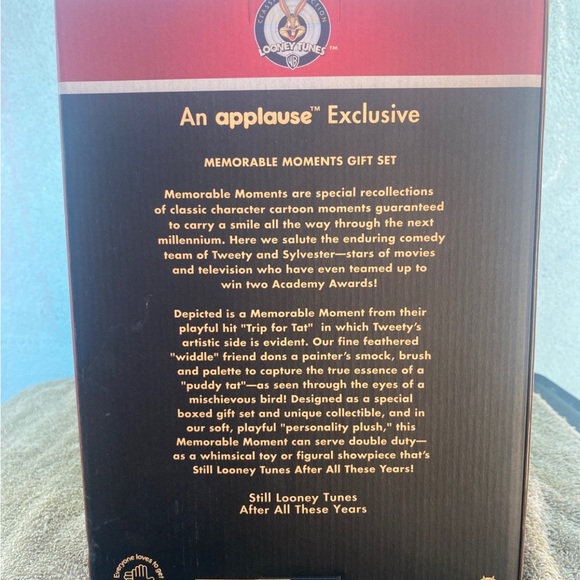 CLASSIC COLLECTION
LOONEY TUNES™
WB
An applause™ Exclusive
MEMORABLE MOMENTS GIFT SET
Memorable Moments are special recollections
of classic character cartoon moments guaranteed
to carry a smile all the way through the next
millennium. Here we salute the enduring comedy
team of Tweety and Sylvester—stars of movies
and television who have even teamed up to
win two Academy Awards!
Depicted is a Memorable Moment from their
playful hit "Trip for Tat" in which Tweety's
artistic side is evident. Our fine feathered
"widdle" friend dons a painter's smock, brush
and palette to capture the true essence of a
"puddy tat"—as seen through the eyes of a
mischievous bird! Designed as a special
boxed gift set and unique collectible, and in
our soft, playful "personality plush," this
Memorable Moment can serve double duty—
as a whimsical toy or figural showpiece that's
Still Looney Tunes After All These Years!
Still Looney Tunes
After All These Years
Everyone loves to get